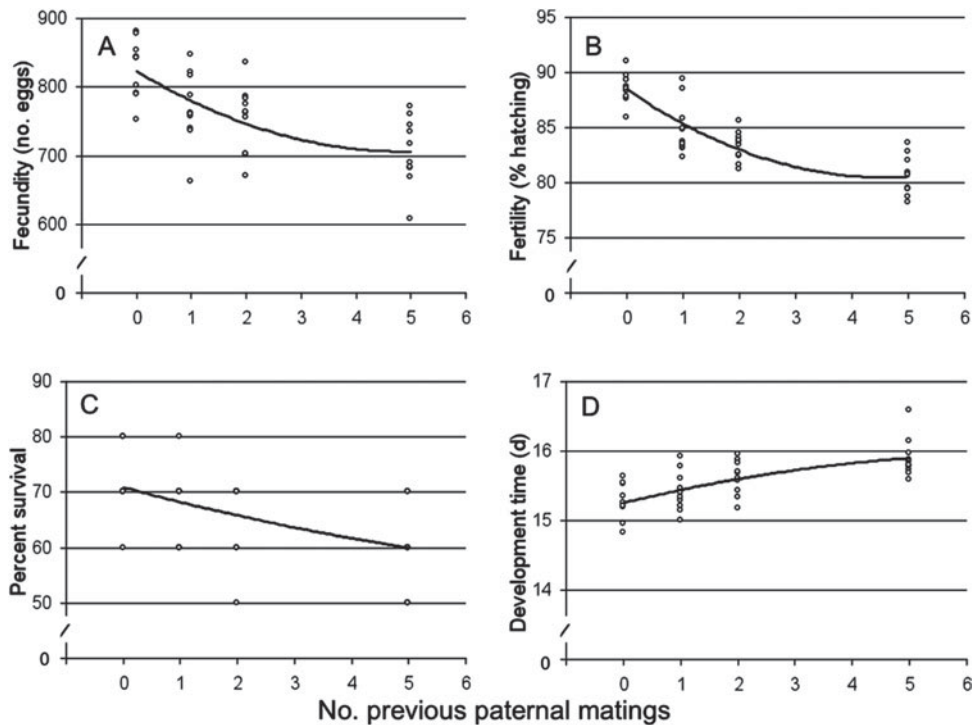 A
Fecundity (no. eggs)
900
800
700
600
0
0 1 2 3 4 5 6
B
Fertility (% hatching)
95
90
85
80
75
0
0 1 2 3 4 5 6
C
Percent survival
90
80
70
60
50
0
0 1 2 3 4 5 6
D
Development time (d)
17
16
15
14
0
0 1 2 3 4 5 6
No. previous paternal matings